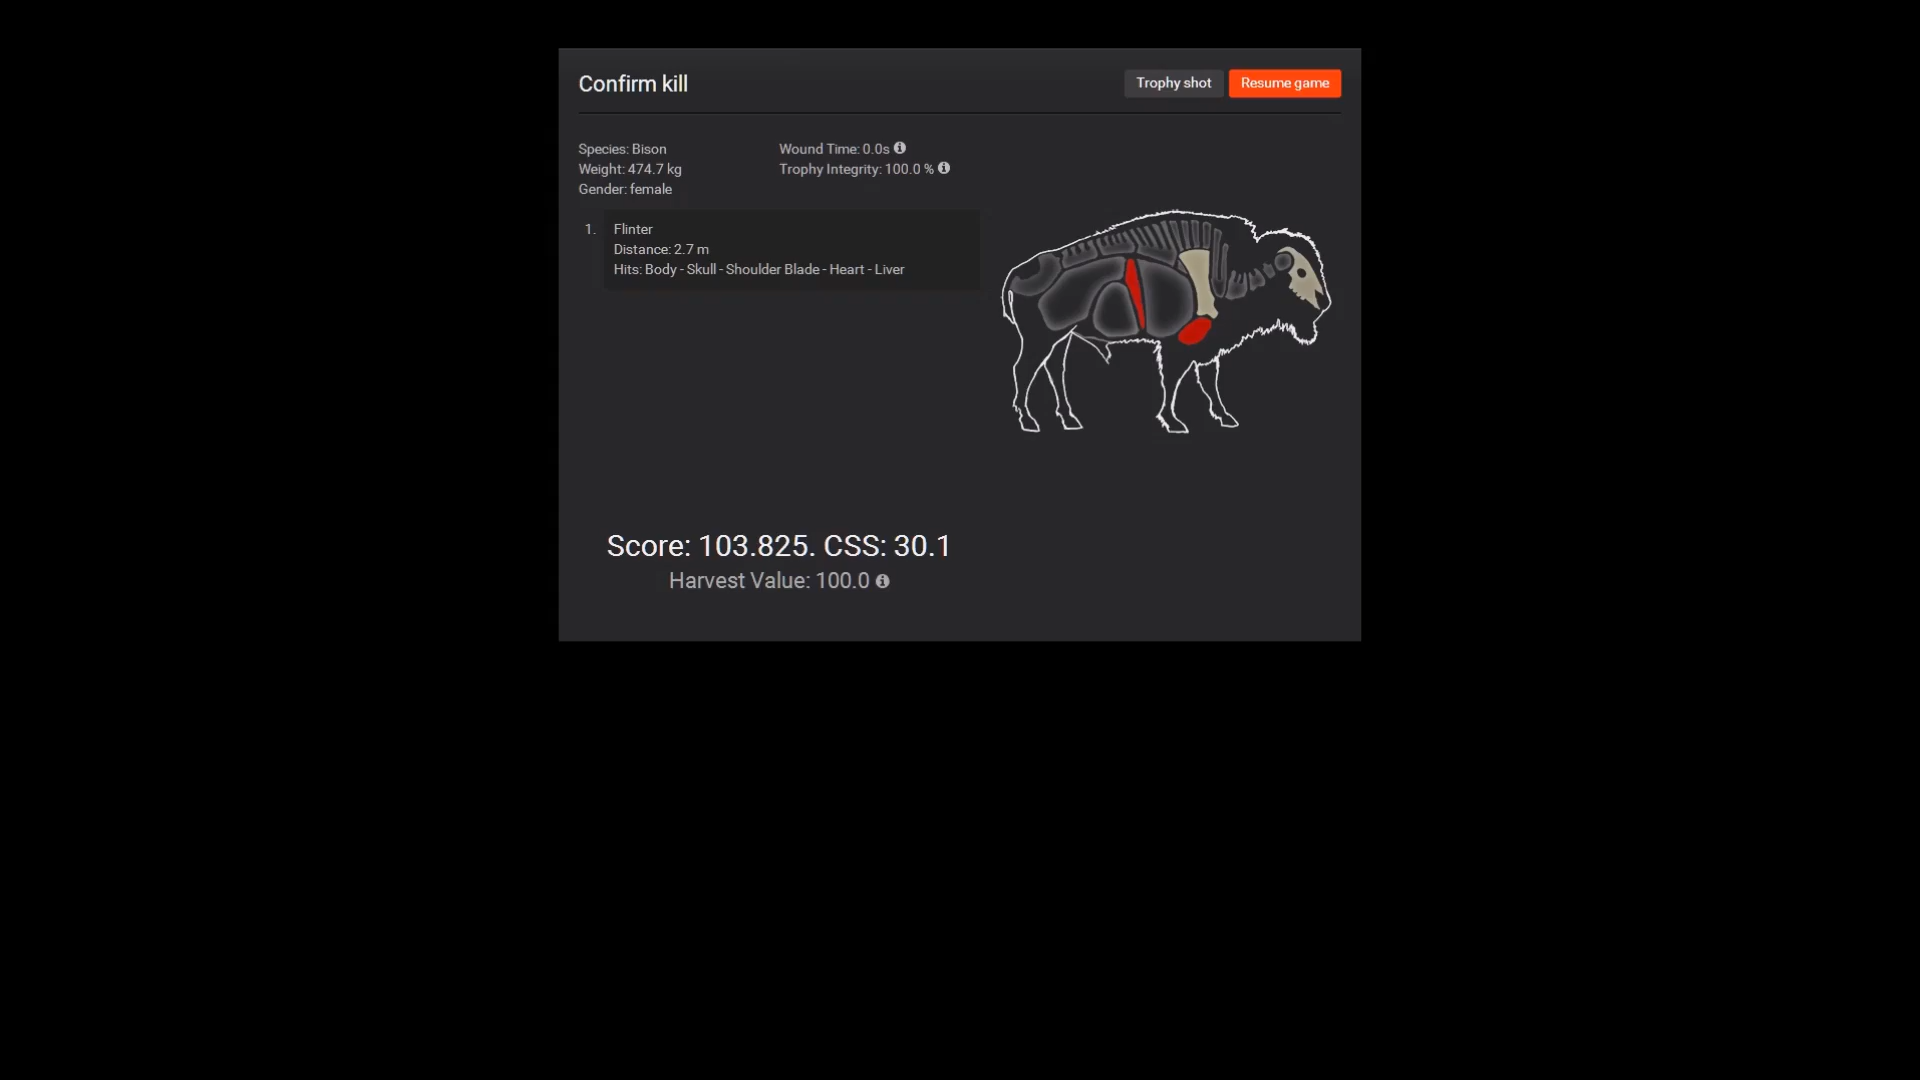 Confirm kill
Trophy shot
Resume game
Species: Bison
Weight: 474.7 kg
Gender: female
Wound Time: 0.0s
Trophy Integrity: 100.0 %
1. Flinter
Distance: 2.7 m
Hits: Body - Skull - Shoulder Blade - Heart - Liver
Score: 103.825. CSS: 30.1
Harvest Value: 100.0